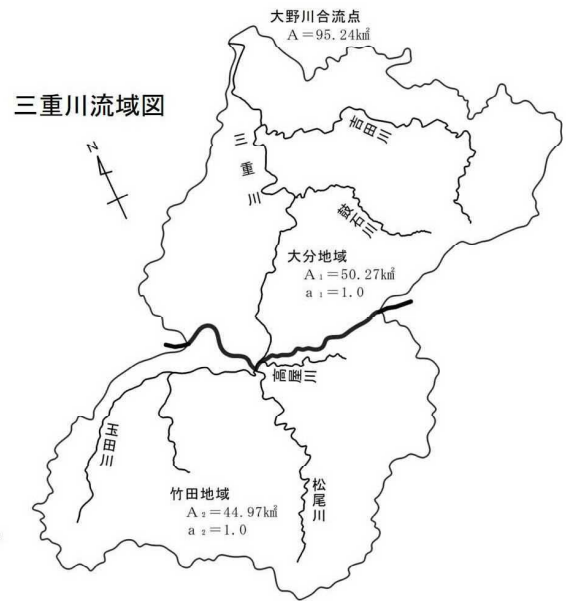 大野川合流点
A=95.24k㎡
三重川流域図
N
三重川
吉田川
鼓石川
大分地域
A₁=50.27k㎡
a₁=1.0
高屋川
玉田川
竹田地域
A₂=44.97k㎡
a₂=1.0
松尾川